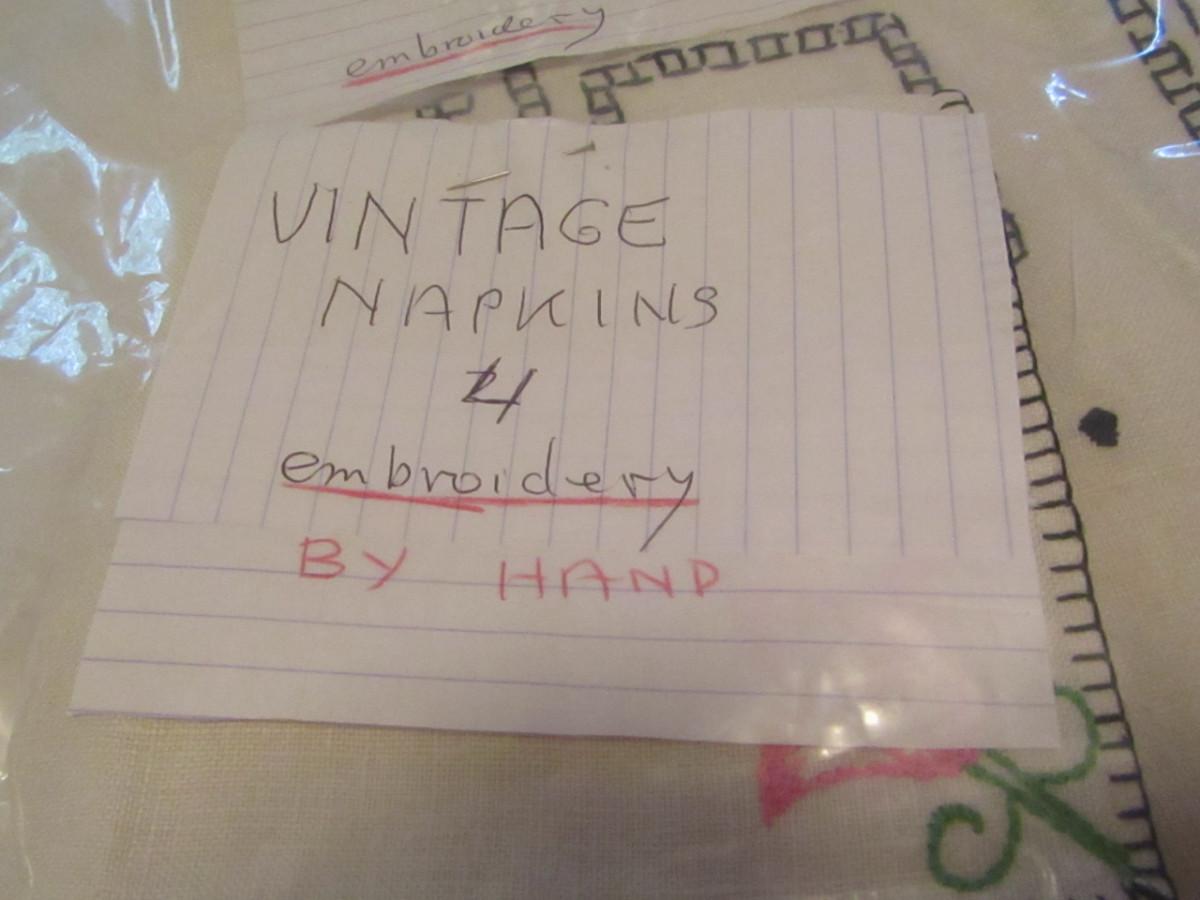 embroidery
VINTAGE
NAPKINS
4
embroidery
BY HAND